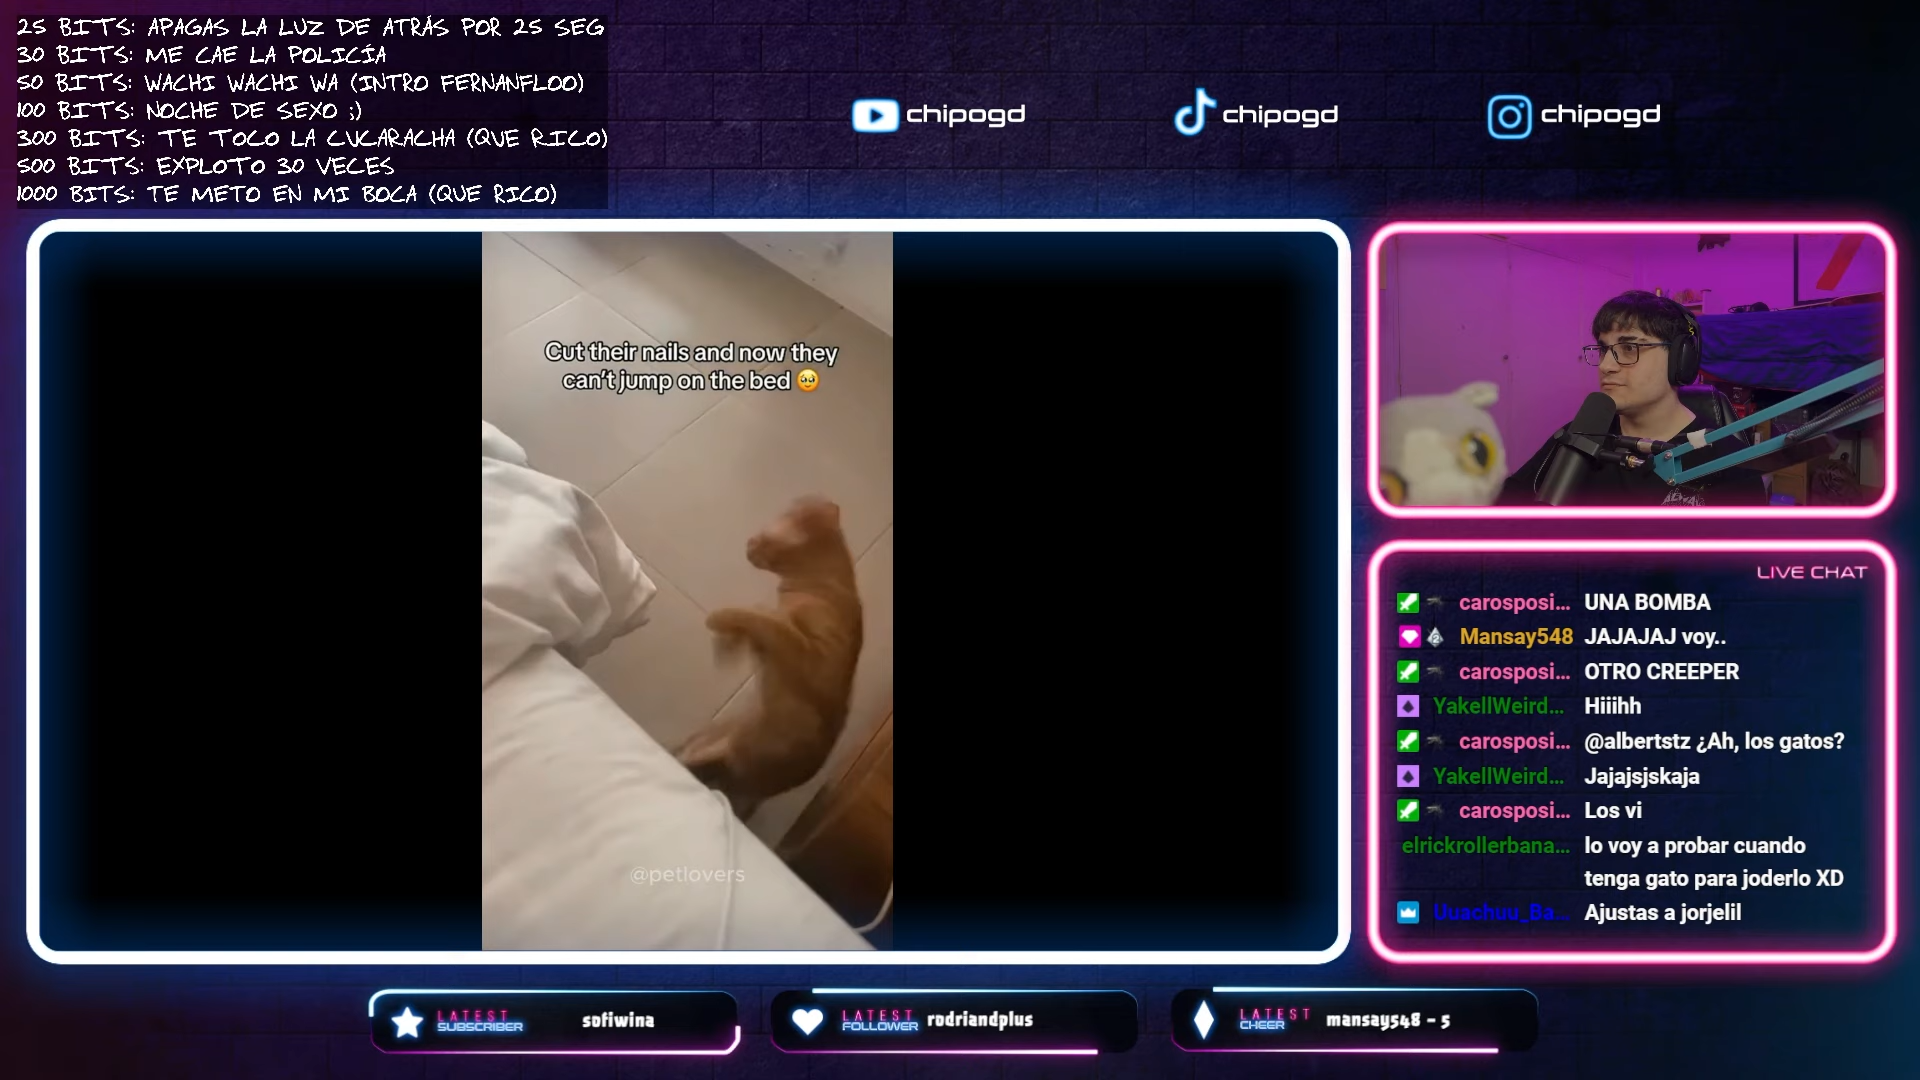 25 BITS: APAGAS LA LUZ DE ATRÁS POR 25 SEG
30 BITS: ME CAE LA POLICÍA
50 BITS: WACHI WACHI WA (INTRO FERNANFLOO)
100 BITS: NOCHE DE SEXO ;)
300 BITS: TE TOCO LA CUCARACHA (QUE RICO)
500 BITS: EXPLOTO 30 VECES
1000 BITS: TE METO EN MI BOCA (QUE RICO)
chipogd
chipogd
chipogd
Cut their nails and now they
can't jump on the bed 🥹
@petlovers
LIVE CHAT
carosposi... UNA BOMBA
Mansay548 JAJAJAJ voy..
carosposi... OTRO CREEPER
YakellWeird... Hiiihh
carosposi... @albertstz ¿Ah, los gatos?
YakellWeird... Jajajsjskaja
carosposi... Los vi
elrickrollerbana... lo voy a probar cuando
tenga gato para joderlo XD
Uuachuu_Ba... Ajustas a jorjelil
LATEST
SUBSCRIBER
sofiwina
LATEST
FOLLOWER
rodriandplus
LATEST
CHEER
mansay548 - 5